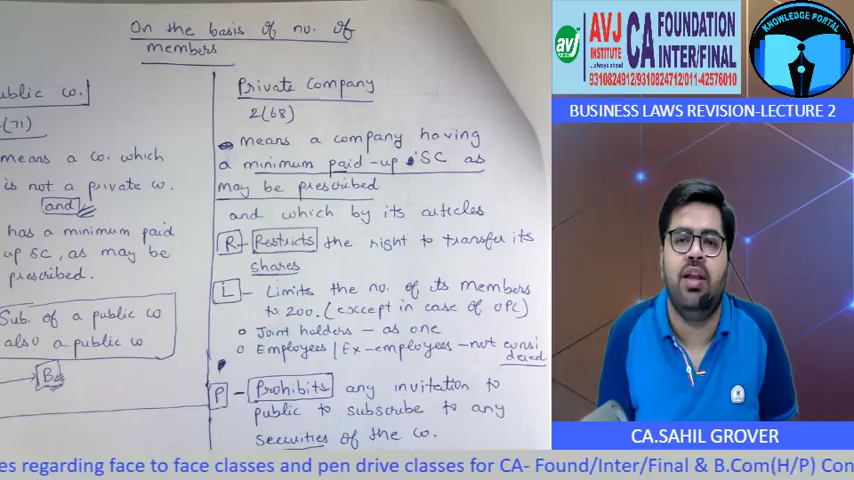 On the basis of no. of
members
ublic co.
(71)
means a co. which
is not a private co.
and
has a minimum paid
up SC, as may be
prescribed.
Sub. of a public co
also a public co
B
Private Company
2(68)
means a company having
a minimum paid-up SC as
may be prescribed
and which by its articles
R - Restricts the right to transfer its
shares
L - Limits the no. of its members
to 200. (except in case of OPC)
Joint holders - as one
Employees / Ex-employees - not consi
dered
P - Prohibits any invitation to
public to subscribe to any
securities of the co.
avj
AVJ
INSTITUTE
...always ahead
CA FOUNDATION
INTER/FINAL
9310824912/9310824712/011-42576010
KNOWLEDGE PORTAL
BUSINESS LAWS REVISION-LECTURE 2
CA.SAHIL GROVER
es regarding face to face classes and pen drive classes for CA- Found/Inter/Final & B.Com(H/P) Con